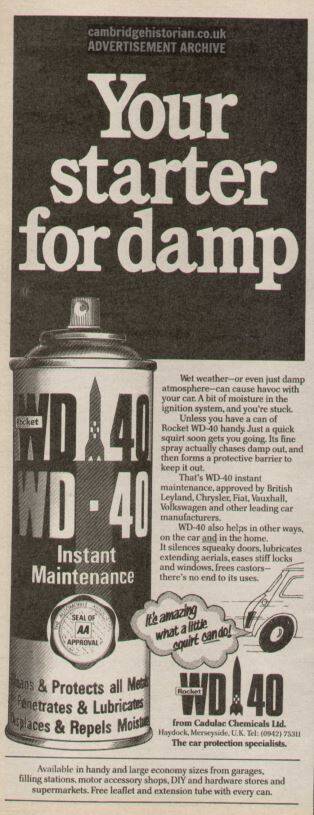 cambridgehistorian.co.uk
ADVERTISEMENT ARCHIVE
Your
starter
for damp
Wet weather—or even just damp
atmosphere—can cause havoc with
your car. A bit of moisture in the
ignition system, and you're stuck.
Unless you have a can of
Rocket WD-40 handy. Just a quick
squirt soon gets you going. Its fine
spray actually chases damp out, and
then forms a protective barrier to
keep it out.
That's WD-40 instant
maintenance, approved by British
Leyland, Chrysler, Fiat, Vauxhall,
Volkswagen and other leading car
manufacturers.
WD-40 also helps in other ways,
on the car and in the home.
It silences squeaky doors, lubricates
extending aerials, eases stiff locks
and windows, frees castors—
there's no end to its uses.
Rocket
WD 40
WD-40
Instant
Maintenance
SEAL OF
AA
APPROVAL
& Protects all Metal
Penetrates & Lubricates
& Repels Moisture
It's amazing
what a little
squirt can do!
Rocket
WD 40
from Cadulac Chemicals Ltd.
Haydock, Merseyside, U.K. Tel: (0942) 75311
The car protection specialists.
Available in handy and large economy sizes from garages,
filling stations, motor accessory shops, DIY and hardware stores and
supermarkets. Free leaflet and extension tube with every can.